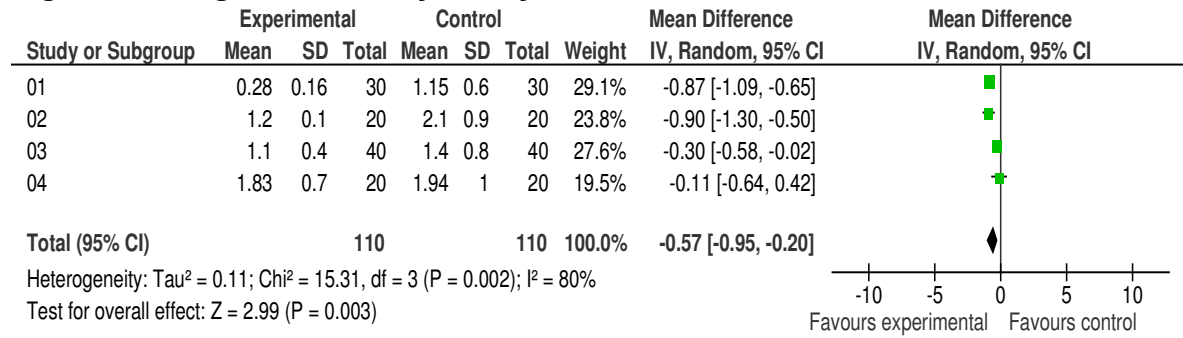 Experimental Control Mean Difference Mean Difference
Study or Subgroup Mean SD Total Mean SD Total Weight IV, Random, 95% CI IV, Random, 95% CI
01 0.28 0.16 30 1.15 0.6 30 29.1% -0.87 [-1.09, -0.65]
02 1.2 0.1 20 2.1 0.9 20 23.8% -0.90 [-1.30, -0.50]
03 1.1 0.4 40 1.4 0.8 40 27.6% -0.30 [-0.58, -0.02]
04 1.83 0.7 20 1.94 1 20 19.5% -0.11 [-0.64, 0.42]
Total (95% CI) 110 110 100.0% -0.57 [-0.95, -0.20]
Heterogeneity: Tau² = 0.11; Chi² = 15.31, df = 3 (P = 0.002); I² = 80%
Test for overall effect: Z = 2.99 (P = 0.003)
-10 -5 0 5 10
Favours experimental Favours control